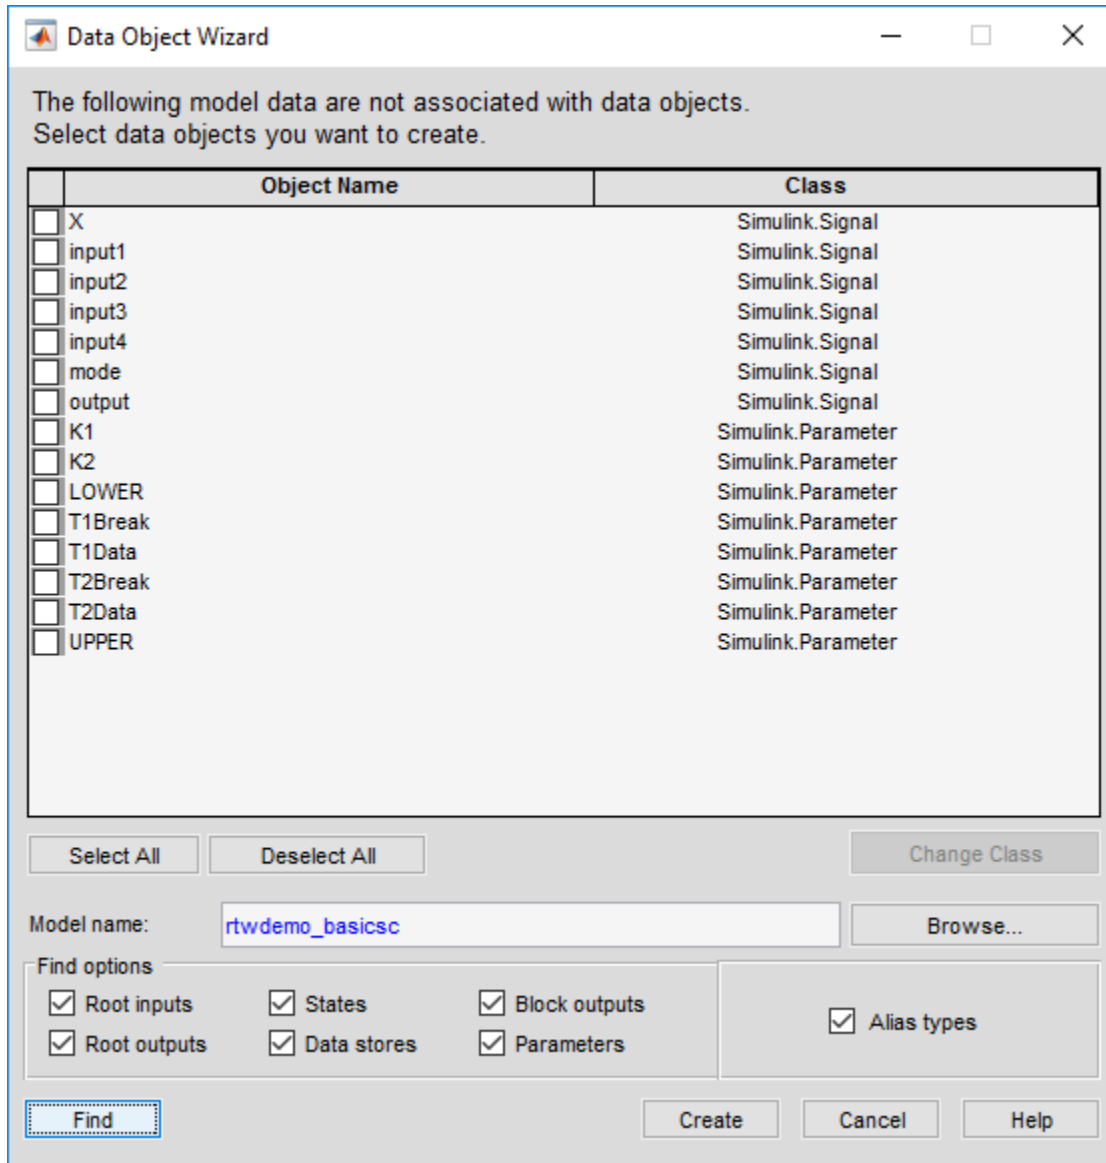 Data Object Wizard
The following model data are not associated with data objects.
Select data objects you want to create.
Object Name Class
X Simulink.Signal
input1 Simulink.Signal
input2 Simulink.Signal
input3 Simulink.Signal
input4 Simulink.Signal
mode Simulink.Signal
output Simulink.Signal
K1 Simulink.Parameter
K2 Simulink.Parameter
LOWER Simulink.Parameter
T1Break Simulink.Parameter
T1Data Simulink.Parameter
T2Break Simulink.Parameter
T2Data Simulink.Parameter
UPPER Simulink.Parameter
Select All Deselect All Change Class
Model name: rtwdemo_basicsc Browse...
Find options
Root inputs States Block outputs
Alias types
Root outputs Data stores Parameters
Find Create Cancel Help